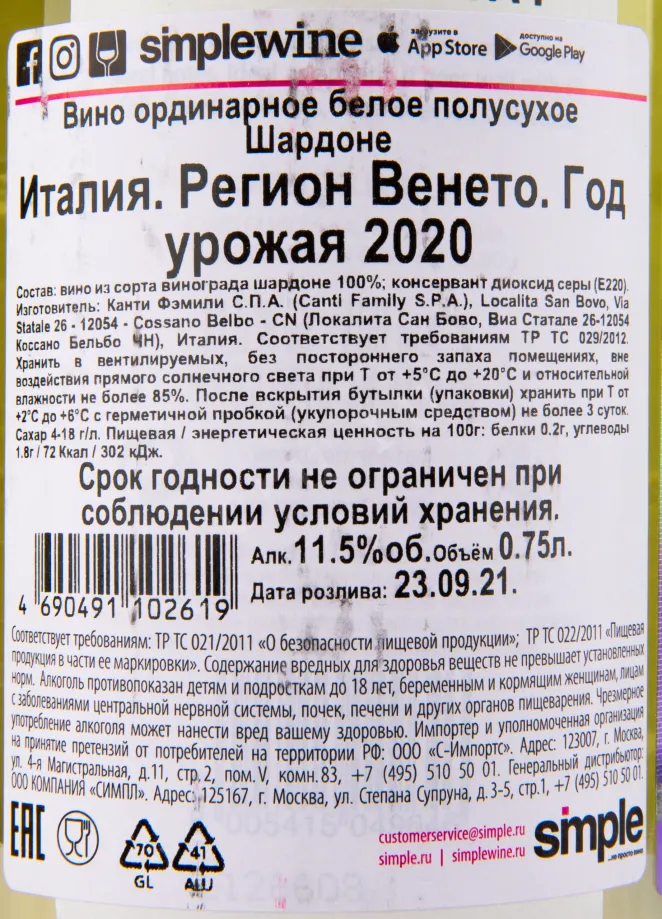 simplewine загрузите в App Store доступно на Google Play
Вино ординарное белое полусухое
Шардоне
Италия. Регион Венето. Год
урожая 2020
Состав: вино из сорта винограда шардоне 100%; консервант диоксид серы (Е220).
Изготовитель: Канти Фэмили С.П.А. (Canti Family S.P.A.), Localita San Bovo, Via
Statale 26 - 12054 - Cossano Belbo - CN (Локалита Сан Бово, Виа Статале 26-12054
Коссано Бельбо ЧН), Италия. Соответствует требованиям ТР ТС 029/2012.
Хранить в вентилируемых, без постороннего запаха помещениях, вне
воздействия прямого солнечного света при Т от +5°С до +20°С и относительной
влажности не более 85%. После вскрытия бутылки (упаковки) хранить при Т от
+2°С до +6°С с герметичной пробкой (укупорочным средством) не более 3 суток.
Сахар 4-18 г/л. Пищевая / энергетическая ценность на 100г: белки 0.2г, углеводы
1.8г / 72 Ккал / 302 кДж.
Срок годности не ограничен при
соблюдении условий хранения.
Алк.11.5%об.Объём 0.75л.
Дата розлива: 23.09.21.
4 690491 102619
Соответствует требованиям: ТР ТС 021/2011 «О безопасности пищевой продукции»; ТР ТС 022/2011 «Пищевая
продукция в части ее маркировки». Содержание вредных для здоровья веществ не превышает установленных
норм. Алкоголь противопоказан детям и подросткам до 18 лет, беременным и кормящим женщинам, лицам
с заболеваниями центральной нервной системы, почек, печени и других органов пищеварения. Чрезмерное
употребление алкоголя может нанести вред вашему здоровью. Импортер и уполномоченная организация
на принятие претензий от потребителей на территории РФ: ООО «С-Импортс». Адрес: 123007, г. Москва,
ул. 4-я Магистральная, д.11, стр.2, пом.V, комн.83, +7 (495) 510 50 01. Генеральный дистрибьютор:
ООО КОМПАНИЯ «СИМПЛ». Адрес: 125167, г. Москва, ул. Степана Супруна, д.3-5, стр.1, +7 (495) 510 50 01.
EAC
70
GL
41
ALU
customerservice@simple.ru
simple.ru | simplewine.ru
simple
...не просто вино